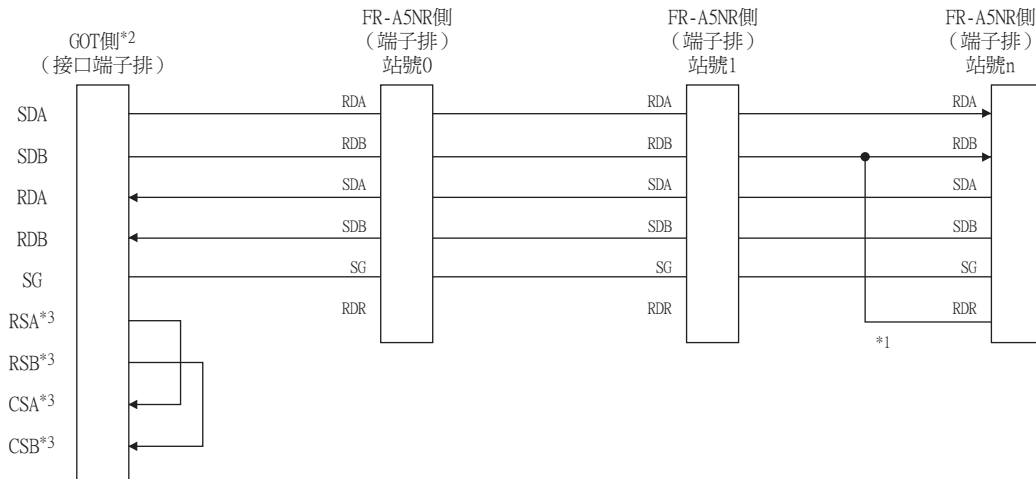 GOT側*2
（接口端子排）
FR-A5NR側
（端子排）
站號0
FR-A5NR側
（端子排）
站號1
FR-A5NR側
（端子排）
站號n
SDA RDA RDA RDA
SDB RDB RDB RDB
RDA SDA SDA SDA
RDB SDB SDB SDB
SG SG SG SG
RSA*3 RDR RDR RDR
*1
RSB*3
CSA*3
CSB*3